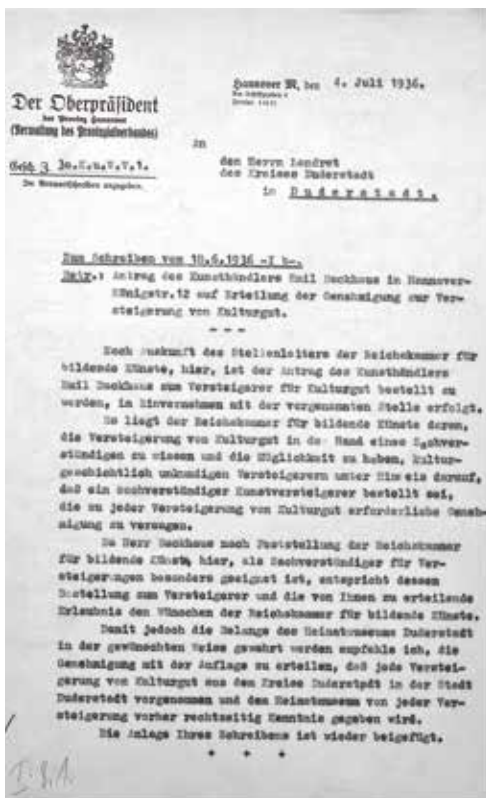 Der Oberpräsident
der Provinz Hannover
(Verwaltung des Provinzialverbandes)
Hannover M, den 4. Juli 1936.
An
den Herrn Landrat
des Kreises Duderstadt
in Duderstadt.
Zum Schreiben vom 18.6.1936 -I b-.
Betr.: Antrag des Kunsthändlers Emil Backhaus in Hannover-
Königstr.12 auf Erteilung der Genehmigung zur Ver-
steigerung von Kulturgut.
- - -
Nach Auskunft des Stellenleiters der Reichskammer für
bildende Künste, hier, ist der Antrag des Kunsthändlers
Emil Backhaus zum Versteigerer für Kulturgut bestellt zu
werden, in Einvernehmen mit der vorgenannten Stelle erfolgt.
Es liegt der Reichskammer für bildende Künste daran,
die Versteigerung von Kulturgut in der Hand eines Sachver-
ständigen zu wissen und die Möglichkeit zu haben, kultur-
geschichtlich unkundigen Versteigerern unter Hinweis darauf,
daß ein sachverständiger Kunstversteigerer bestellt sei,
die zu jeder Versteigerung von Kulturgut erforderliche Geneh-
migung zu versagen.
Da Herr Backhaus nach Feststellung der Reichskammer
für bildende Künste, hier, als Sachverständiger für Ver-
steigerungen besonders geeignet ist, entspricht dessen
Bestellung zum Versteigerer und die von Ihnen zu erteilende
Erlaubnis den Wünschen der Reichskammer für bildende Künste.
Damit jedoch die Belange des Heimatmuseums Duderstadt
in der gewünschten Weise gewahrt werden empfehle ich, die
Genehmigung mit der Auflage zu erteilen, daß jede Verstei-
gerung von Kulturgut aus dem Kreise Duderstadt in der Stadt
Duderstadt vorgenommen und dem Heimatmuseum von jeder Ver-
steigerung vorher rechtzeitig Kenntnis gegeben wird.
Die Anlage Ihres Schreibens ist wieder beigefügt.